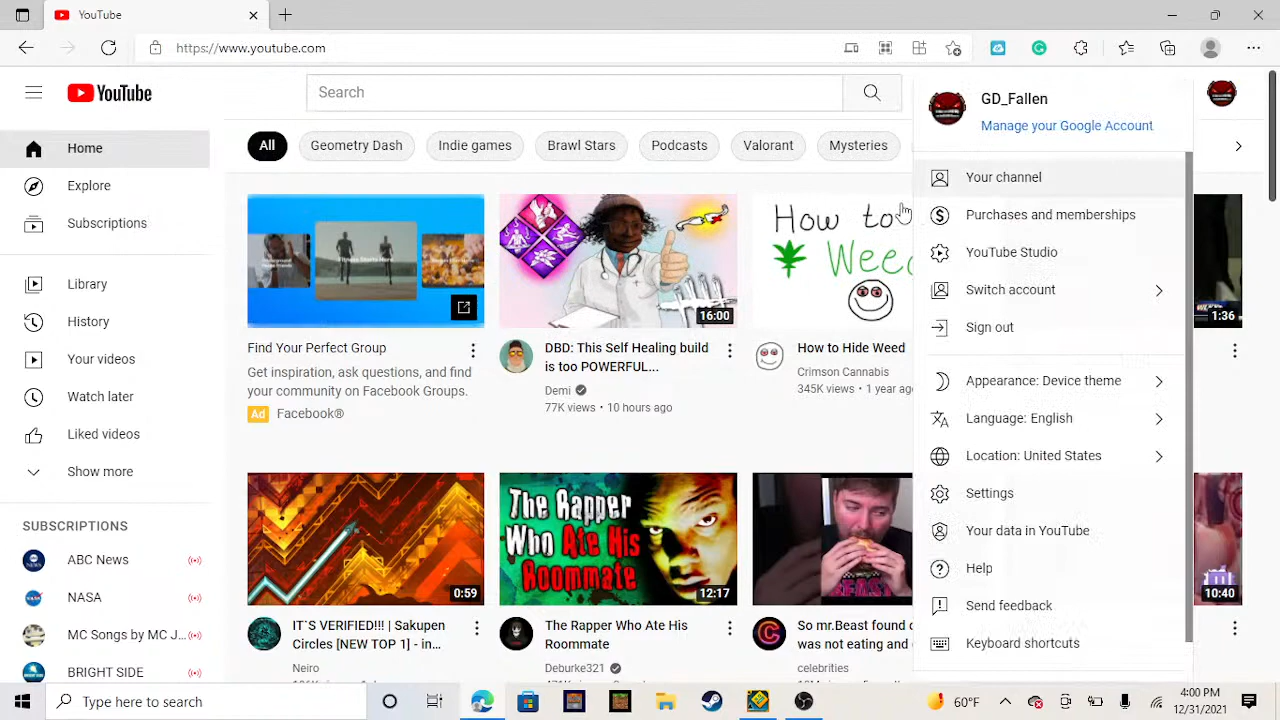 YouTube
https://www.youtube.com
YouTube
Search
GD_Fallen
Manage your Google Account
Home
Explore
Subscriptions
Library
History
Your videos
Watch later
Liked videos
Show more
SUBSCRIPTIONS
ABC News
NASA
MC Songs by MC J...
BRIGHT SIDE
All
Geometry Dash
Indie games
Brawl Stars
Podcasts
Valorant
Mysteries
Fitness Starts Here
Find Your Perfect Group
Get inspiration, ask questions, and find
your community on Facebook Groups.
Ad Facebook®
16:00
DBD: This Self Healing build
is too POWERFUL...
Demi
77K views • 10 hours ago
How to
Weed
How to Hide Weed
Crimson Cannabis
345K views • 1 year ag
1:36
0:59
IT`S VERIFIED!!! | Sakupen
Circles [NEW TOP 1] - in...
Neiro
The Rapper
Who Ate His
Roommate
12:17
The Rapper Who Ate His
Roommate
Deburke321
So mr.Beast found o
was not eating and
celebrities
10:40
Your channel
Purchases and memberships
YouTube Studio
Switch account
Sign out
Appearance: Device theme
Language: English
Location: United States
Settings
Your data in YouTube
Help
Send feedback
Keyboard shortcuts
Type here to search
60°F
4:00 PM
12/31/2021